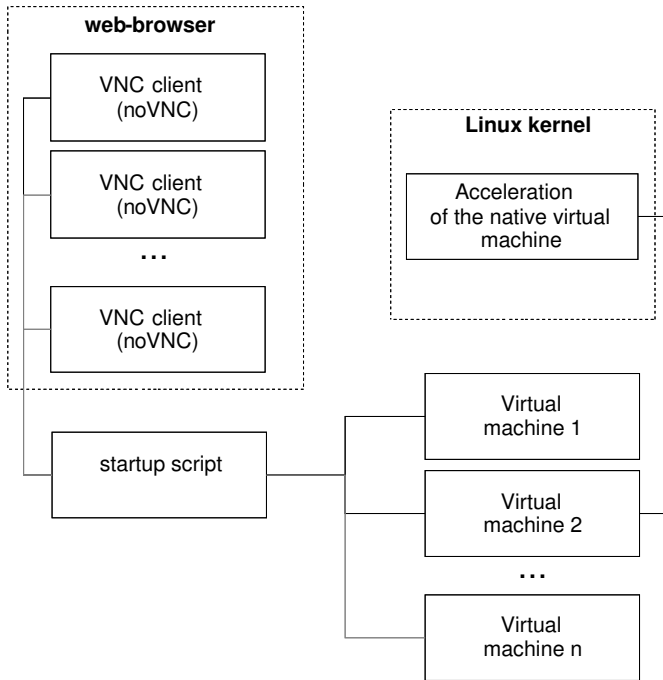 web-browser
VNC client
(noVNC)
VNC client
(noVNC)
...
VNC client
(noVNC)
startup script
Linux kernel
Acceleration
of the native virtual
machine
Virtual
machine 1
Virtual
machine 2
...
Virtual
machine n